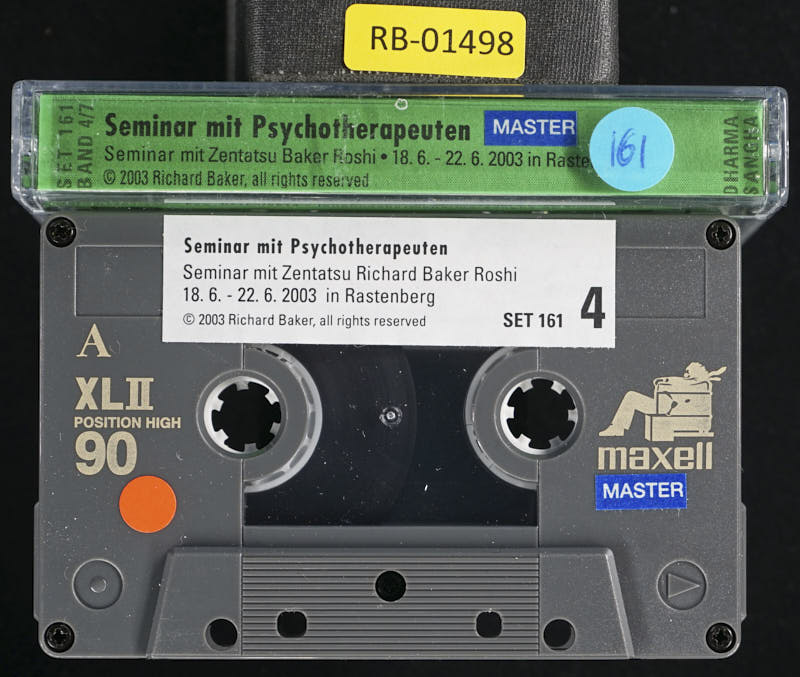 RB-01498
SET 161
BAND 4/7
Seminar mit Psychotherapeuten MASTER
Seminar mit Zentatsu Baker Roshi • 18. 6. - 22. 6. 2003 in Raste
© 2003 Richard Baker, all rights reserved
161
DHARMA
SANGHA
Seminar mit Psychotherapeuten
Seminar mit Zentatsu Richard Baker Roshi
18. 6. - 22. 6. 2003 in Rastenberg
© 2003 Richard Baker, all rights reserved
SET 161 4
A
XLII
POSITION HIGH
90
maxell
MASTER